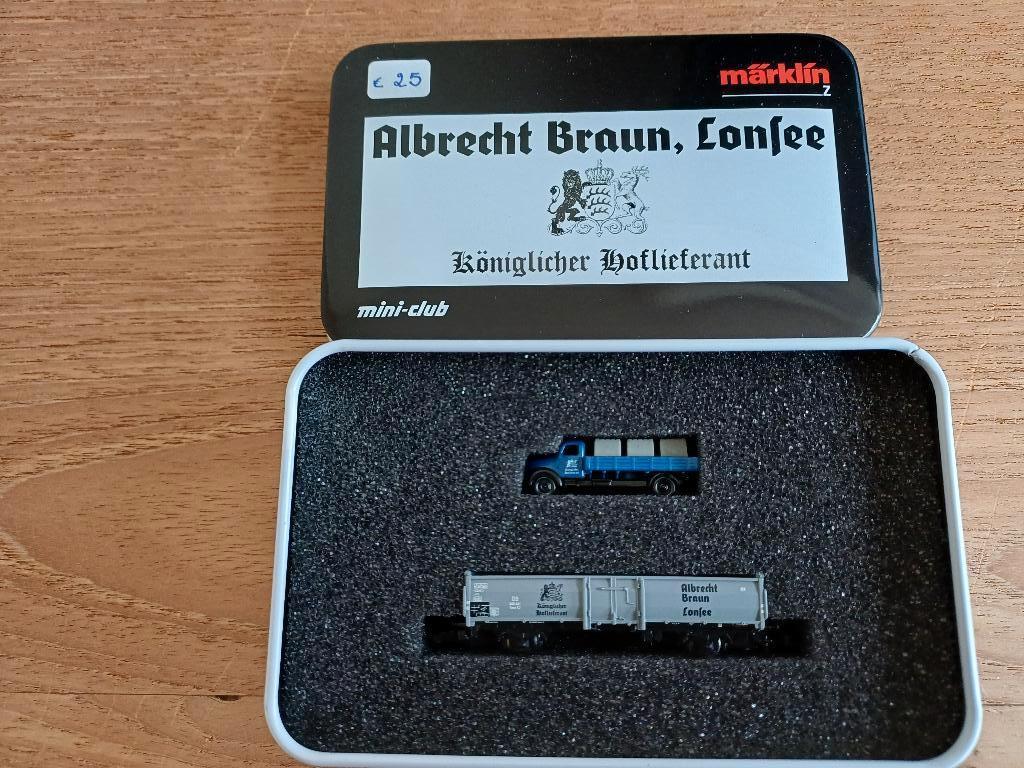 € 25
märklin
Z
Albrecht Braun, Lonſee
Königlicher Hoflieferant
mini-club
Königlicher
Hoflieferant
Albrecht
Braun
Lonſee